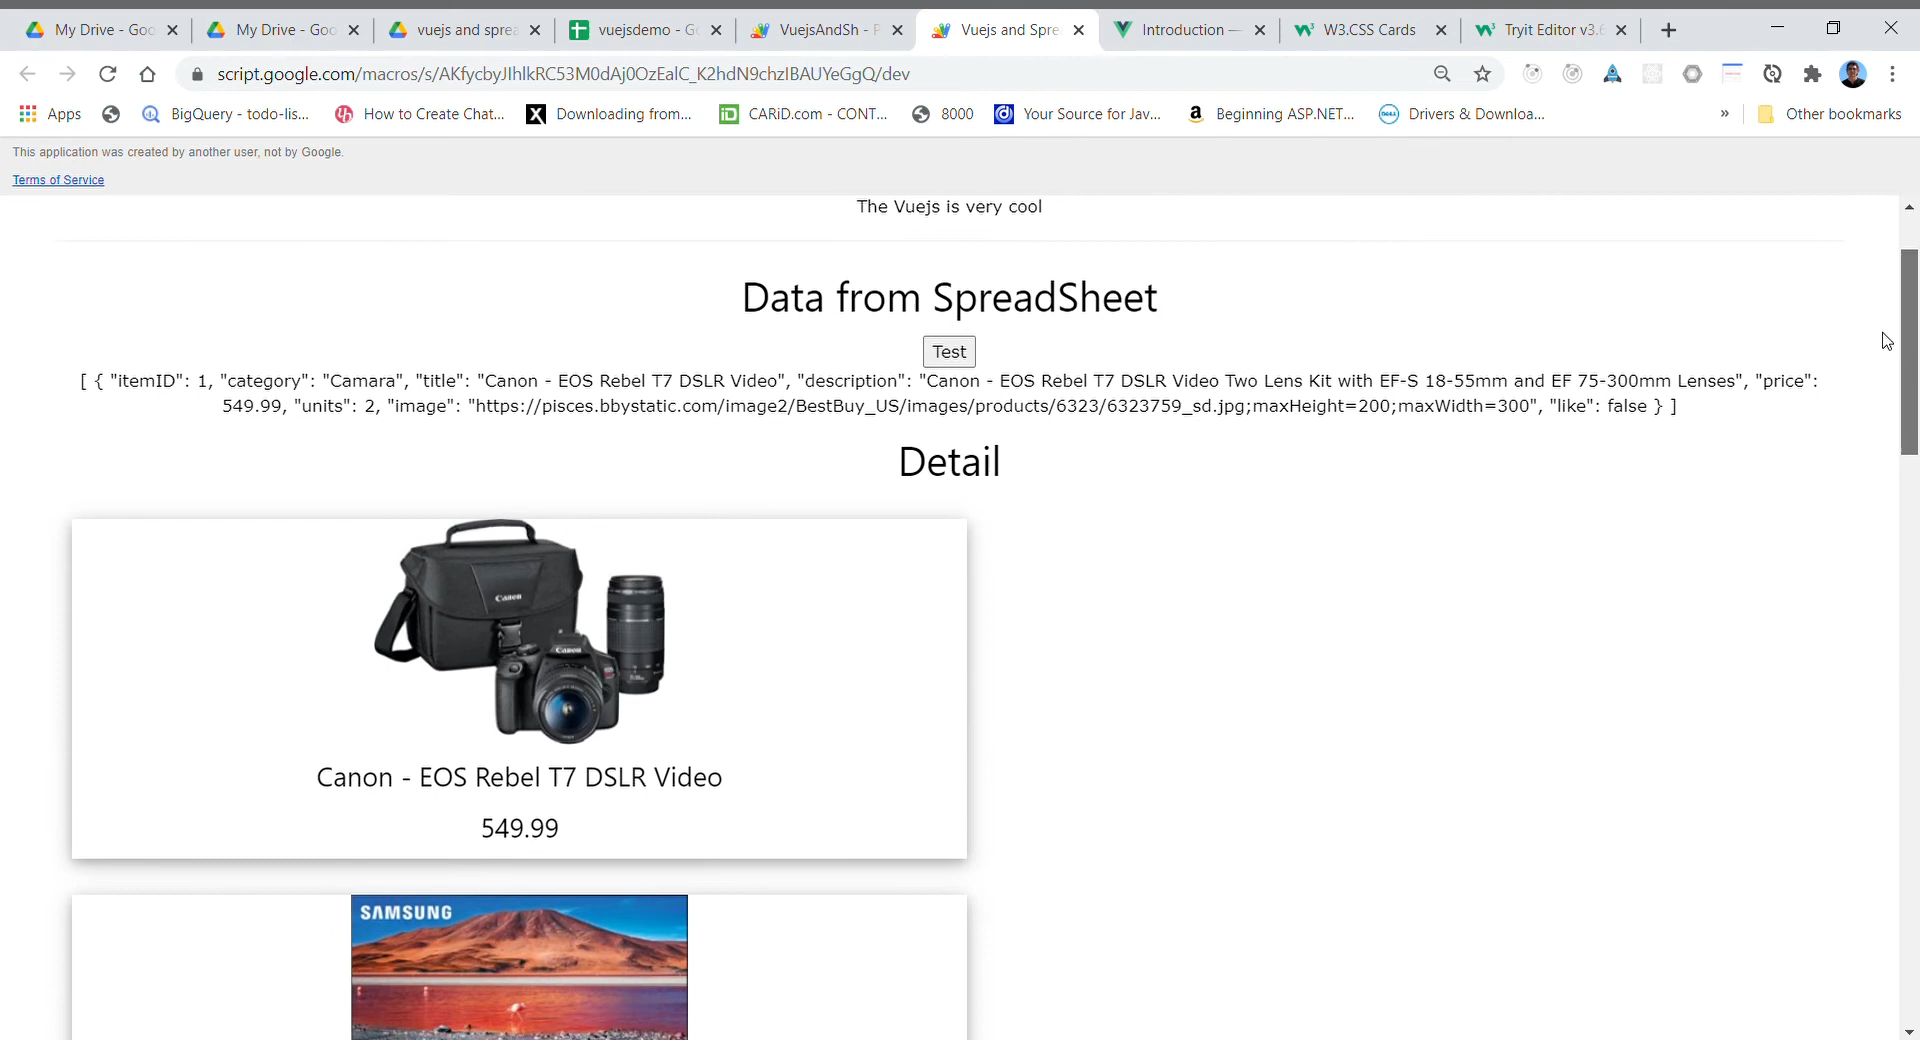 My Drive - Goo
My Drive - Goo
vuejs and sprea
vuejsdemo - Go
VuejsAndSh - P
Vuejs and Spre
Introduction —
W3.CSS Cards
Tryit Editor v3.6
script.google.com/macros/s/AKfycbyJIhlkRC53M0dAj0OzEalC_K2hdN9chzIBAUYeGgQ/dev
Apps
BigQuery - todo-lis...
How to Create Chat...
Downloading from...
CARiD.com - CONT...
8000
Your Source for Jav...
Beginning ASP.NET...
Drivers & Downloa...
»
Other bookmarks
This application was created by another user, not by Google.
Terms of Service
The Vuejs is very cool
Data from SpreadSheet
Test
[ { "itemID": 1, "category": "Camara", "title": "Canon - EOS Rebel T7 DSLR Video", "description": "Canon - EOS Rebel T7 DSLR Video Two Lens Kit with EF-S 18-55mm and EF 75-300mm Lenses", "price":
549.99, "units": 2, "image": "https://pisces.bbystatic.com/image2/BestBuy_US/images/products/6323/6323759_sd.jpg;maxHeight=200;maxWidth=300", "like": false } ]
Detail
Canon
Canon
Canon - EOS Rebel T7 DSLR Video
549.99
SAMSUNG